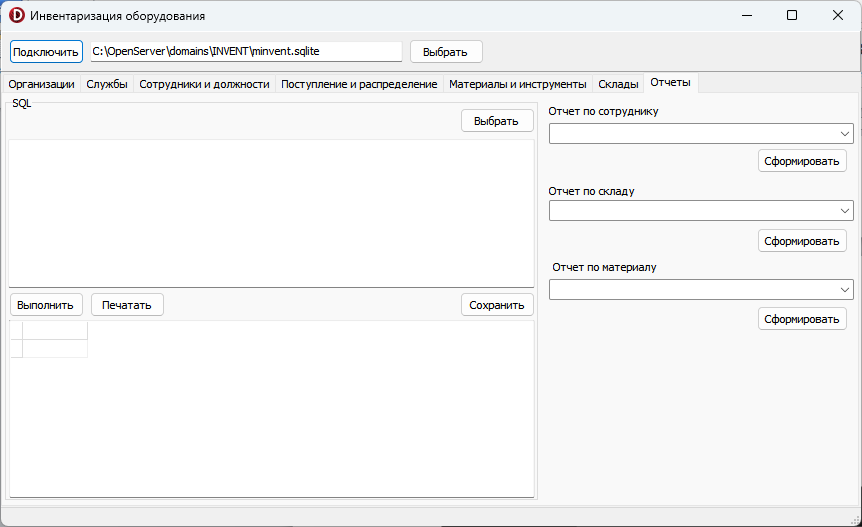 Инвентаризация оборудования
Подключить C:\OpenServer\domains\INVENT\minvent.sqlite Выбрать
Организации Службы Сотрудники и должности Поступление и распределение Материалы и инструменты Склады Отчеты
SQL
Выбрать
Выполнить Печатать Сохранить
Отчет по сотруднику
Сформировать
Отчет по складу
Сформировать
Отчет по материалу
Сформировать